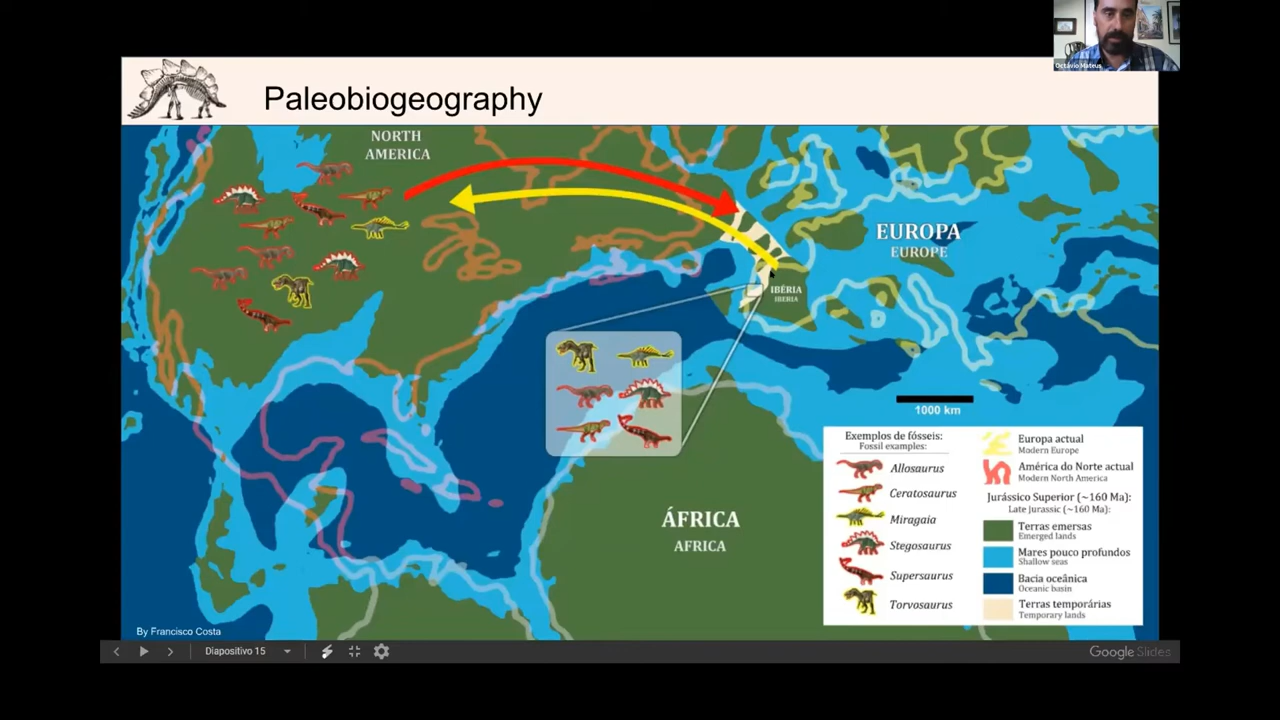 Octávio Mateus
Paleobiogeography
NORTH
AMERICA
EUROPA
EUROPE
IBÉRIA
IBERIA
1000 km
ÁFRICA
AFRICA
Exemplos de fósseis:
Fossil examples:
Allosaurus
Ceratosaurus
Miragaia
Stegosaurus
Supersaurus
Torvosaurus
Europa actual
Modern Europe
América do Norte actual
Modern North America
Jurássico Superior (~160 Ma):
Late Jurassic (~160 Ma):
Terras emersas
Emerged lands
Mares pouco profundos
Shallow seas
Bacia oceânica
Oceanic basin
Terras temporárias
Temporary lands
By Francisco Costa
Diapositivo 15
Google Slides